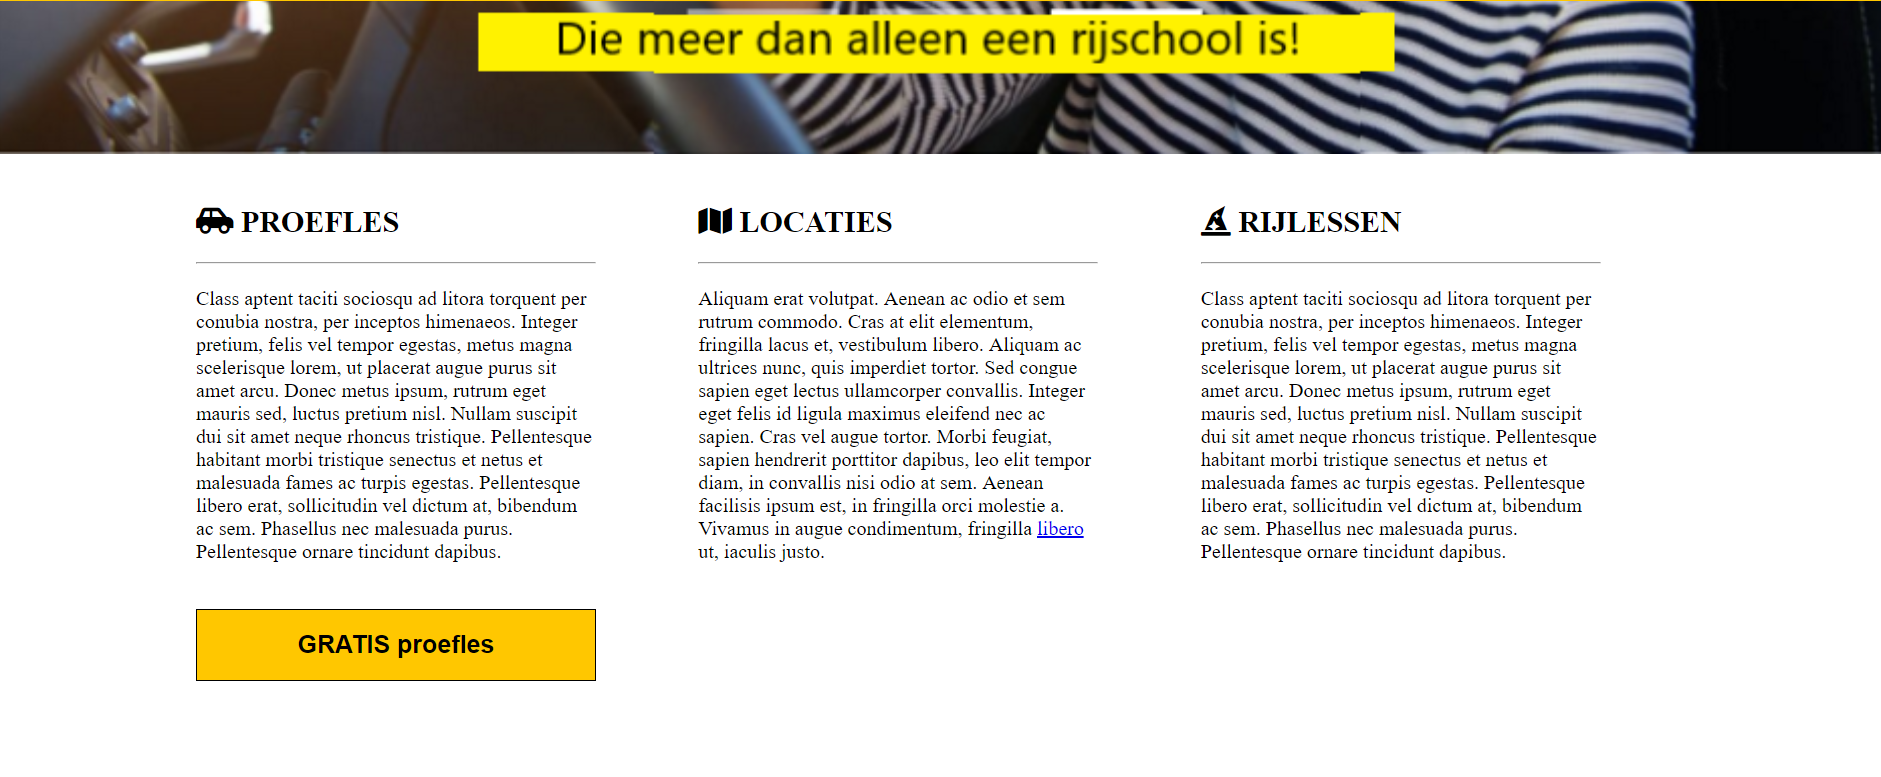 Die meer dan alleen een rijschool is!
PROEFLES
Class aptent taciti sociosqu ad litora torquent per
conubia nostra, per inceptos himenaeos. Integer
pretium, felis vel tempor egestas, metus magna
scelerisque lorem, ut placerat augue purus sit
amet arcu. Donec metus ipsum, rutrum eget
mauris sed, luctus pretium nisl. Nullam suscipit
dui sit amet neque rhoncus tristique. Pellentesque
habitant morbi tristique senectus et netus et
malesuada fames ac turpis egestas. Pellentesque
libero erat, sollicitudin vel dictum at, bibendum
ac sem. Phasellus nec malesuada purus.
Pellentesque ornare tincidunt dapibus.
GRATIS proefles
LOCATIES
Aliquam erat volutpat. Aenean ac odio et sem
rutrum commodo. Cras at elit elementum,
fringilla lacus et, vestibulum libero. Aliquam ac
ultrices nunc, quis imperdiet tortor. Sed congue
sapien eget lectus ullamcorper convallis. Integer
eget felis id ligula maximus eleifend nec ac
sapien. Cras vel augue tortor. Morbi feugiat,
sapien hendrerit porttitor dapibus, leo elit tempor
diam, in convallis nisi odio at sem. Aenean
facilisis ipsum est, in fringilla orci molestie a.
Vivamus in augue condimentum, fringilla libero
ut, iaculis justo.
RIJLESSEN
Class aptent taciti sociosqu ad litora torquent per
conubia nostra, per inceptos himenaeos. Integer
pretium, felis vel tempor egestas, metus magna
scelerisque lorem, ut placerat augue purus sit
amet arcu. Donec metus ipsum, rutrum eget
mauris sed, luctus pretium nisl. Nullam suscipit
dui sit amet neque rhoncus tristique. Pellentesque
habitant morbi tristique senectus et netus et
malesuada fames ac turpis egestas. Pellentesque
libero erat, sollicitudin vel dictum at, bibendum
ac sem. Phasellus nec malesuada purus.
Pellentesque ornare tincidunt dapibus.